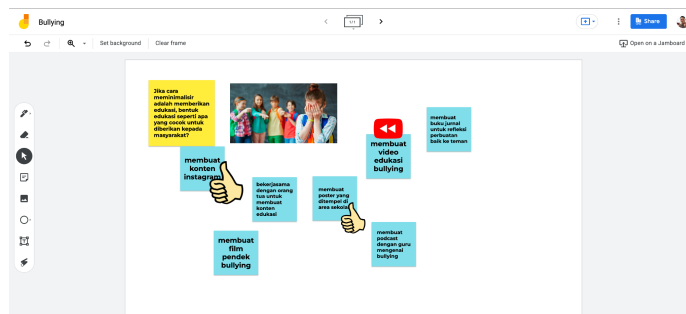 Bullying
1/1
Share
Set background
Clear frame
Open on a Jamboard
Jika cara
meminimalisir
adalah memberikan
edukasi, bentuk
edukasi seperti apa
yang cocok untuk
diberikan kepada
masyarakat?
membuat
konten
instagram
bekerjasama
dengan orang
tua untuk
membuat
konten
edukasi
membuat
poster yang
ditempel di
area sekolah
membuat
video
edukasi
bullying
membuat
buku jurnal
untuk refleksi
perbuatan
baik ke teman
membuat
film
pendek
bullying
membuat
podcast
dengan guru
mengenai
bullying